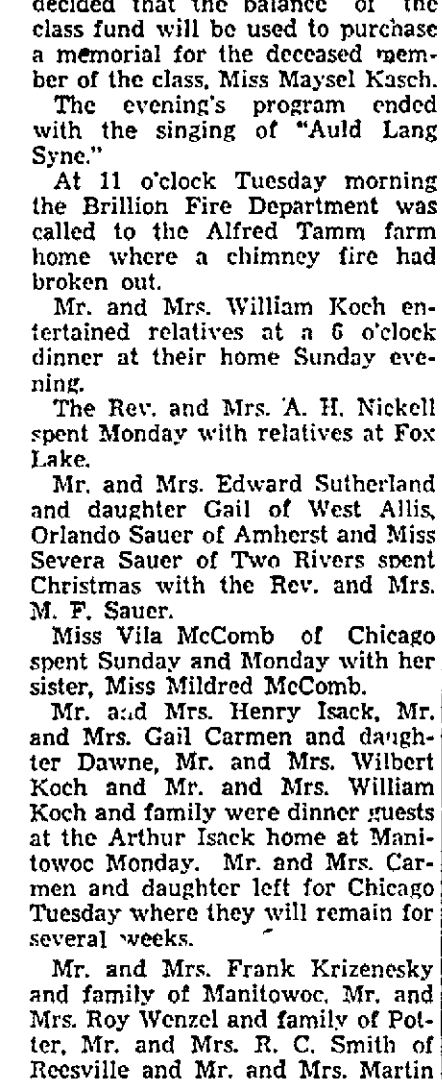 decided that the balance of the
class fund will be used to purchase
a memorial for the deceased mem-
ber of the class, Miss Maysel Kasch.
The evening's program ended
with the singing of "Auld Lang
Syne."
At 11 o'clock Tuesday morning
the Brillion Fire Department was
called to the Alfred Tamm farm
home where a chimney fire had
broken out.
Mr. and Mrs. William Koch en-
tertained relatives at a 6 o'clock
dinner at their home Sunday eve-
ning.
The Rev. and Mrs. A. H. Nickell
spent Monday with relatives at Fox
Lake.
Mr. and Mrs. Edward Sutherland
and daughter Gail of West Allis,
Orlando Sauer of Amherst and Miss
Severa Sauer of Two Rivers spent
Christmas with the Rev. and Mrs.
M. F. Sauer.
Miss Vila McComb of Chicago
spent Sunday and Monday with her
sister, Miss Mildred McComb.
Mr. and Mrs. Henry Isack, Mr.
and Mrs. Gail Carmen and daugh-
ter Dawne, Mr. and Mrs. Wilbert
Koch and Mr. and Mrs. William
Koch and family were dinner guests
at the Arthur Isack home at Mani-
towoc Monday. Mr. and Mrs. Car-
men and daughter left for Chicago
Tuesday where they will remain for
several weeks.
Mr. and Mrs. Frank Krizenesky
and family of Manitowoc, Mr. and
Mrs. Roy Wenzel and family of Pot-
ter, Mr. and Mrs. R. C. Smith of
Reesville and Mr. and Mrs. Martin